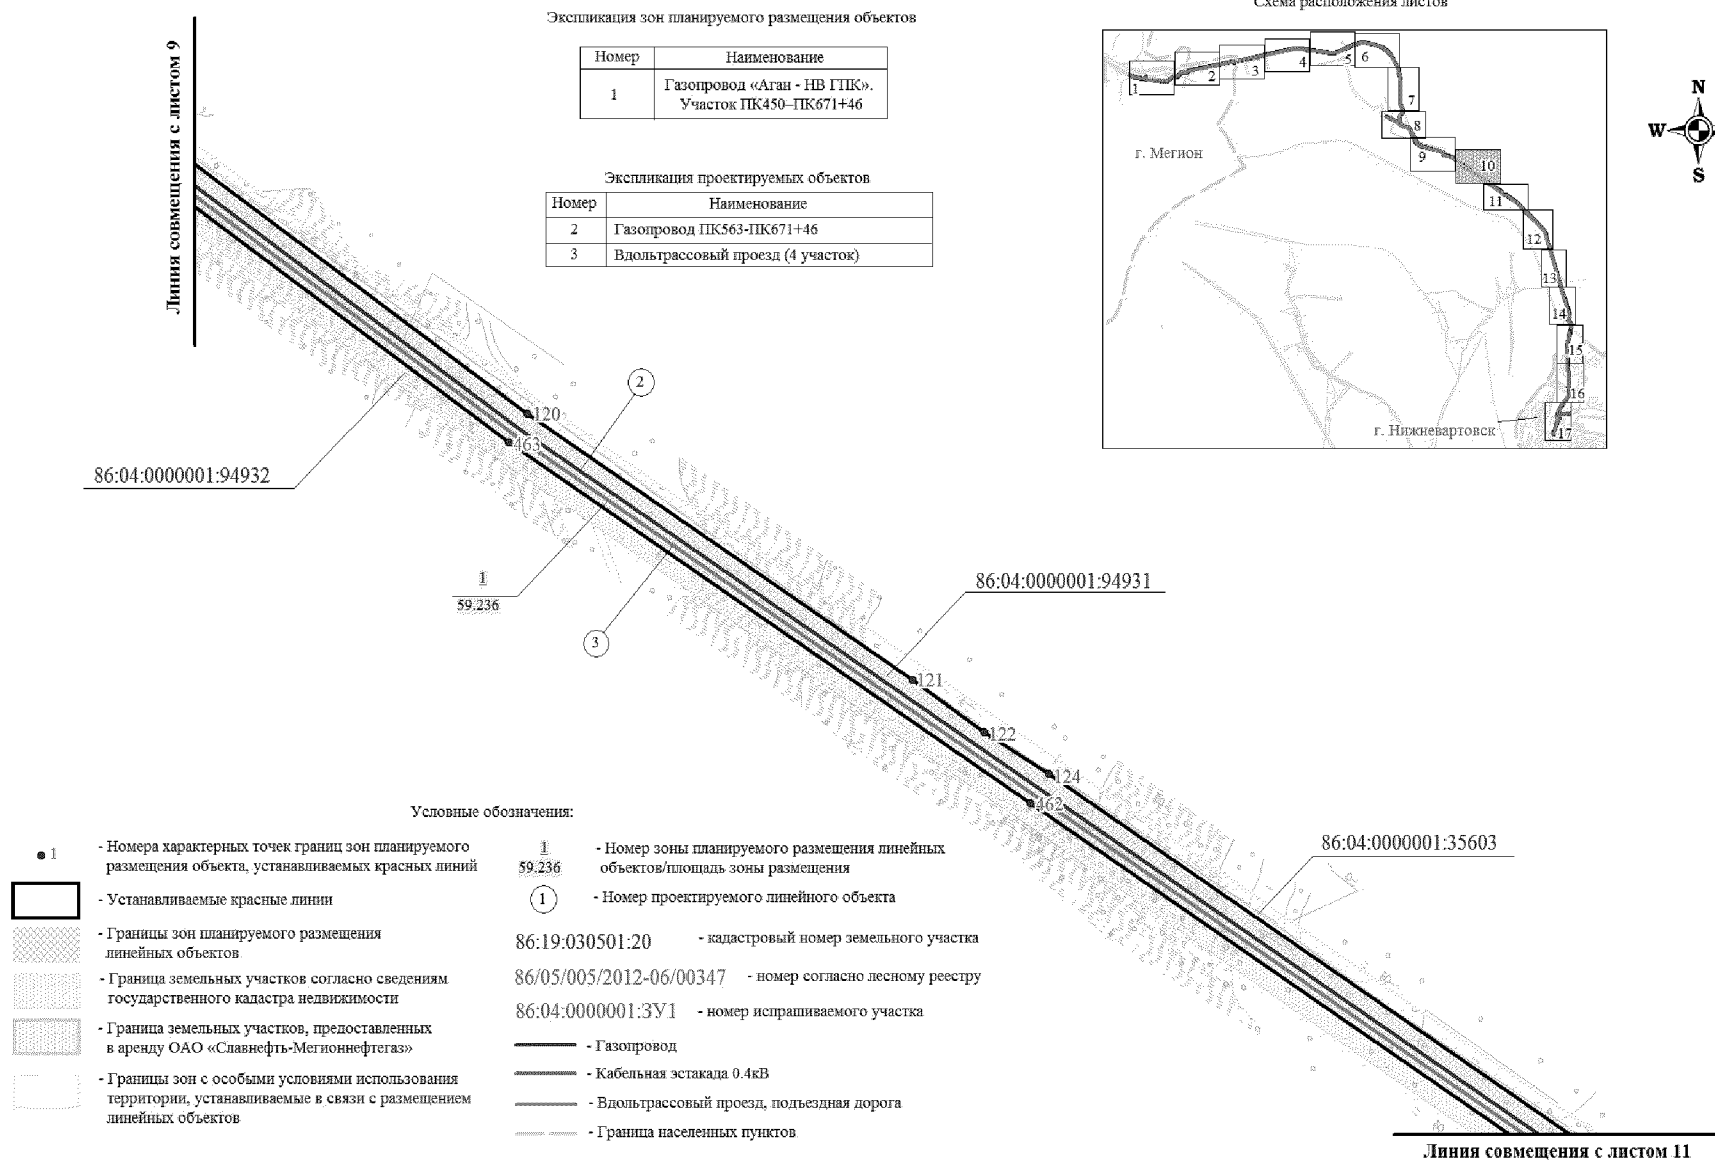 Экспликация зон планируемого размещения объектов
Номер Наименование
1 Газопровод «Аган - НВ ГПК».
Участок ПК450–ПК671+46
Экспликация проектируемых объектов
Номер Наименование
2 Газопровод ПК563-ПК671+46
3 Вдольтрассовый проезд (4 участок)
Схема расположения листов
1
2
3
4
5
6
7
8
9
10
11
12
13
14
15
16
17
г. Мегион
г. Нижневартовск
N
W
S
Линия совмещения с листом 9
120
463
2
86:04:0000001:94932
1
59.236
3
86:04:0000001:94931
121
122
124
462
86:04:0000001:35603
Условные обозначения:
1 - Номера характерных точек границ зон планируемого
размещения объекта, устанавливаемых красных линий
- Устанавливаемые красные линии
- Границы зон планируемого размещения
линейных объектов
- Граница земельных участков согласно сведениям
государственного кадастра недвижимости
- Граница земельных участков, предоставленных
в аренду ОАО «Славнефть-Мегионнефтегаз»
- Границы зон с особыми условиями использования
территории, устанавливаемые в связи с размещением
линейных объектов
1
59.236
- Номер зоны планируемого размещения линейных
объектов/площадь зоны размещения
1 - Номер проектируемого линейного объекта
86:19:030501:20 - кадастровый номер земельного участка
86/05/005/2012-06/00347 - номер согласно лесному реестру
86:04:0000001:ЗУ1 - номер испрашиваемого участка
- Газопровод
- Кабельная эстакада 0.4кВ
- Вдольтрассовый проезд, подъездная дорога
- Граница населенных пунктов
Линия совмещения с листом 11